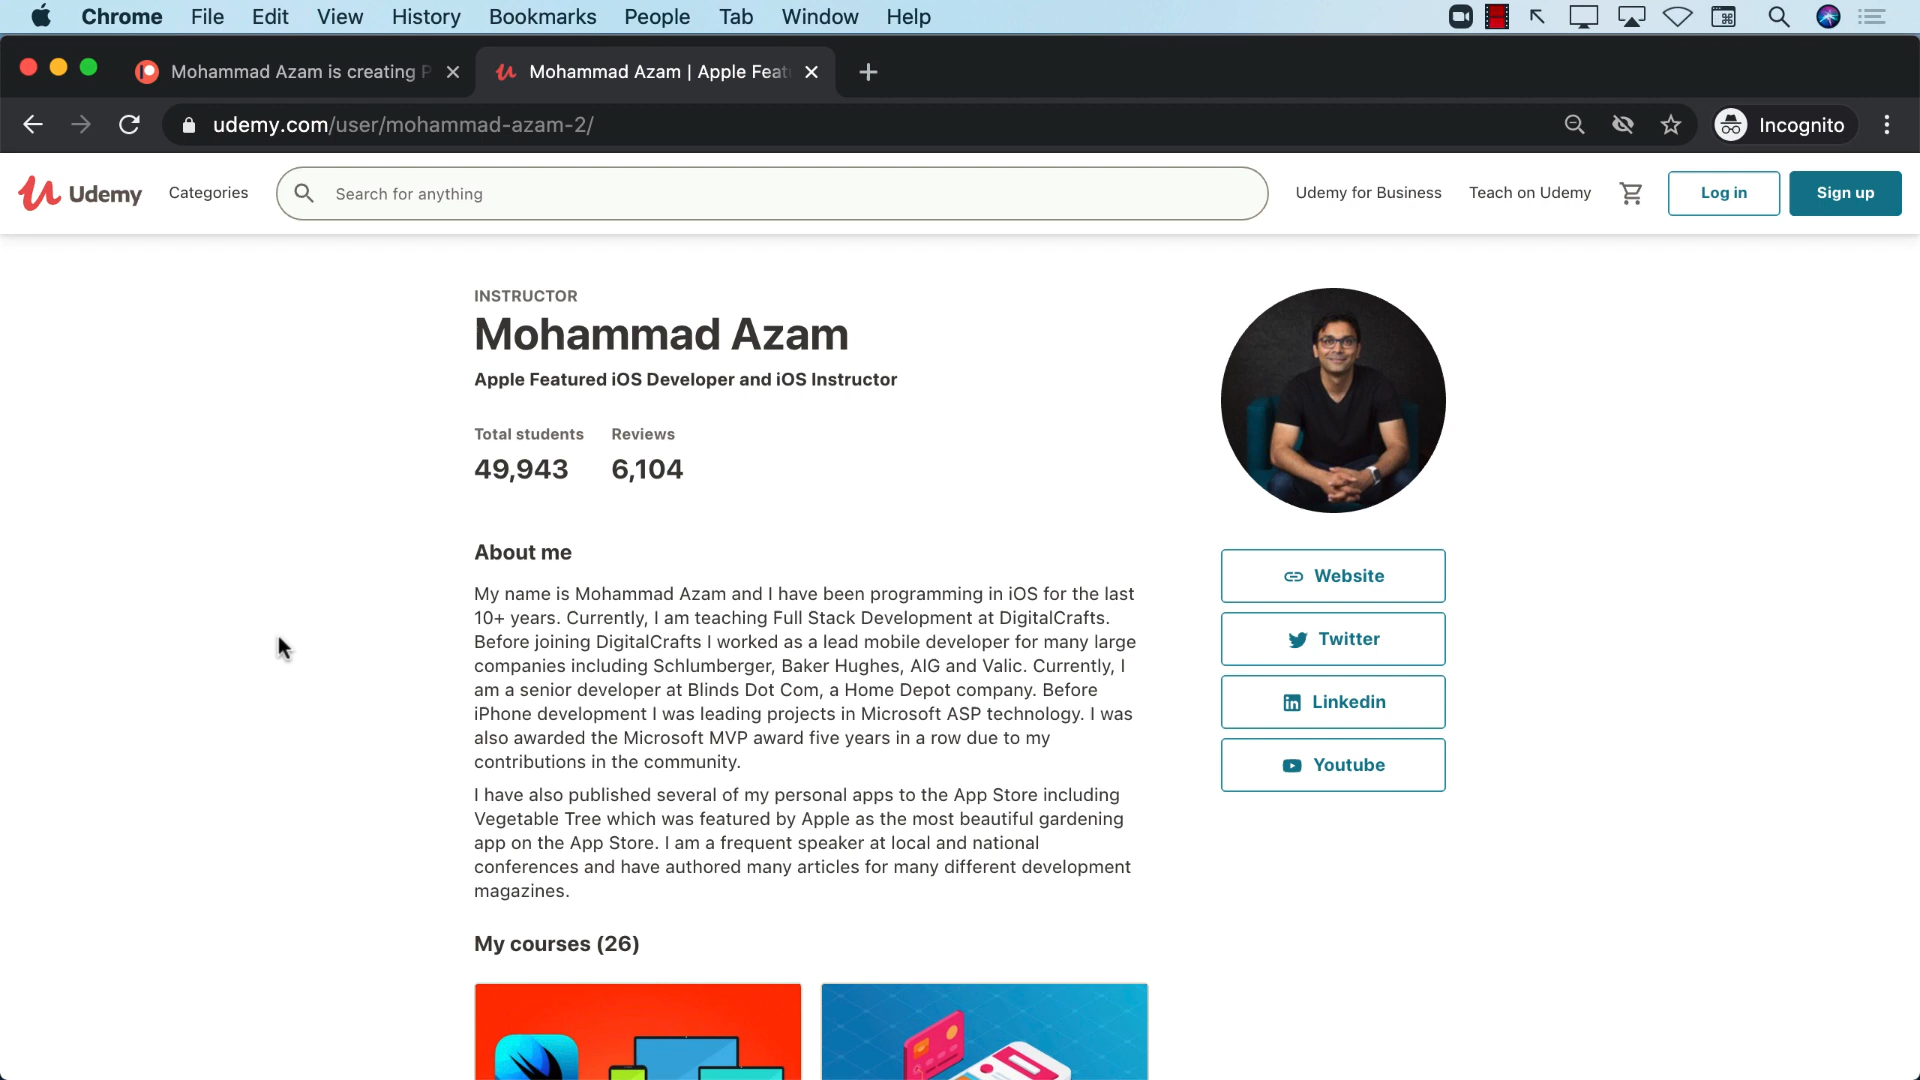 Chrome File Edit View History Bookmarks People Tab Window Help
Mohammad Azam is creating P
Mohammad Azam | Apple Feat
udemy.com/user/mohammad-azam-2/
Incognito
Udemy
Categories
Search for anything
Udemy for Business
Teach on Udemy
Log in
Sign up
INSTRUCTOR
Mohammad Azam
Apple Featured iOS Developer and iOS Instructor
Total students Reviews
49,943 6,104
About me
My name is Mohammad Azam and I have been programming in iOS for the last
10+ years. Currently, I am teaching Full Stack Development at DigitalCrafts.
Before joining DigitalCrafts I worked as a lead mobile developer for many large
companies including Schlumberger, Baker Hughes, AIG and Valic. Currently, I
am a senior developer at Blinds Dot Com, a Home Depot company. Before
iPhone development I was leading projects in Microsoft ASP technology. I was
also awarded the Microsoft MVP award five years in a row due to my
contributions in the community.
I have also published several of my personal apps to the App Store including
Vegetable Tree which was featured by Apple as the most beautiful gardening
app on the App Store. I am a frequent speaker at local and national
conferences and have authored many articles for many different development
magazines.
My courses (26)
Website
Twitter
Linkedin
Youtube